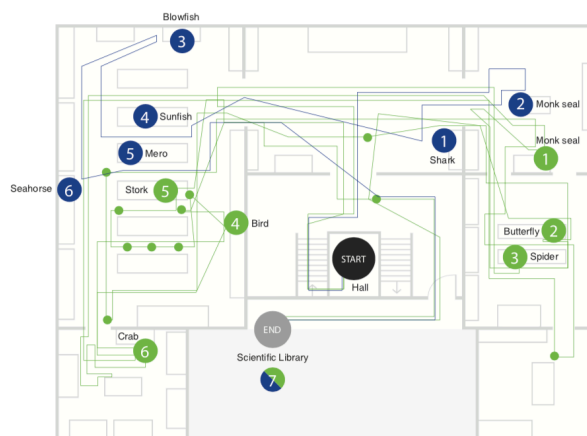 Blowfish
3
2
Monk seal
4 Sunfish
Monk seal
1
1
Shark
5 Mero
Seahorse 6
Stork 5
4 Bird
Butterfly 2
3 Spider
START
Hall
END
Scientific Library
7
Crab
6